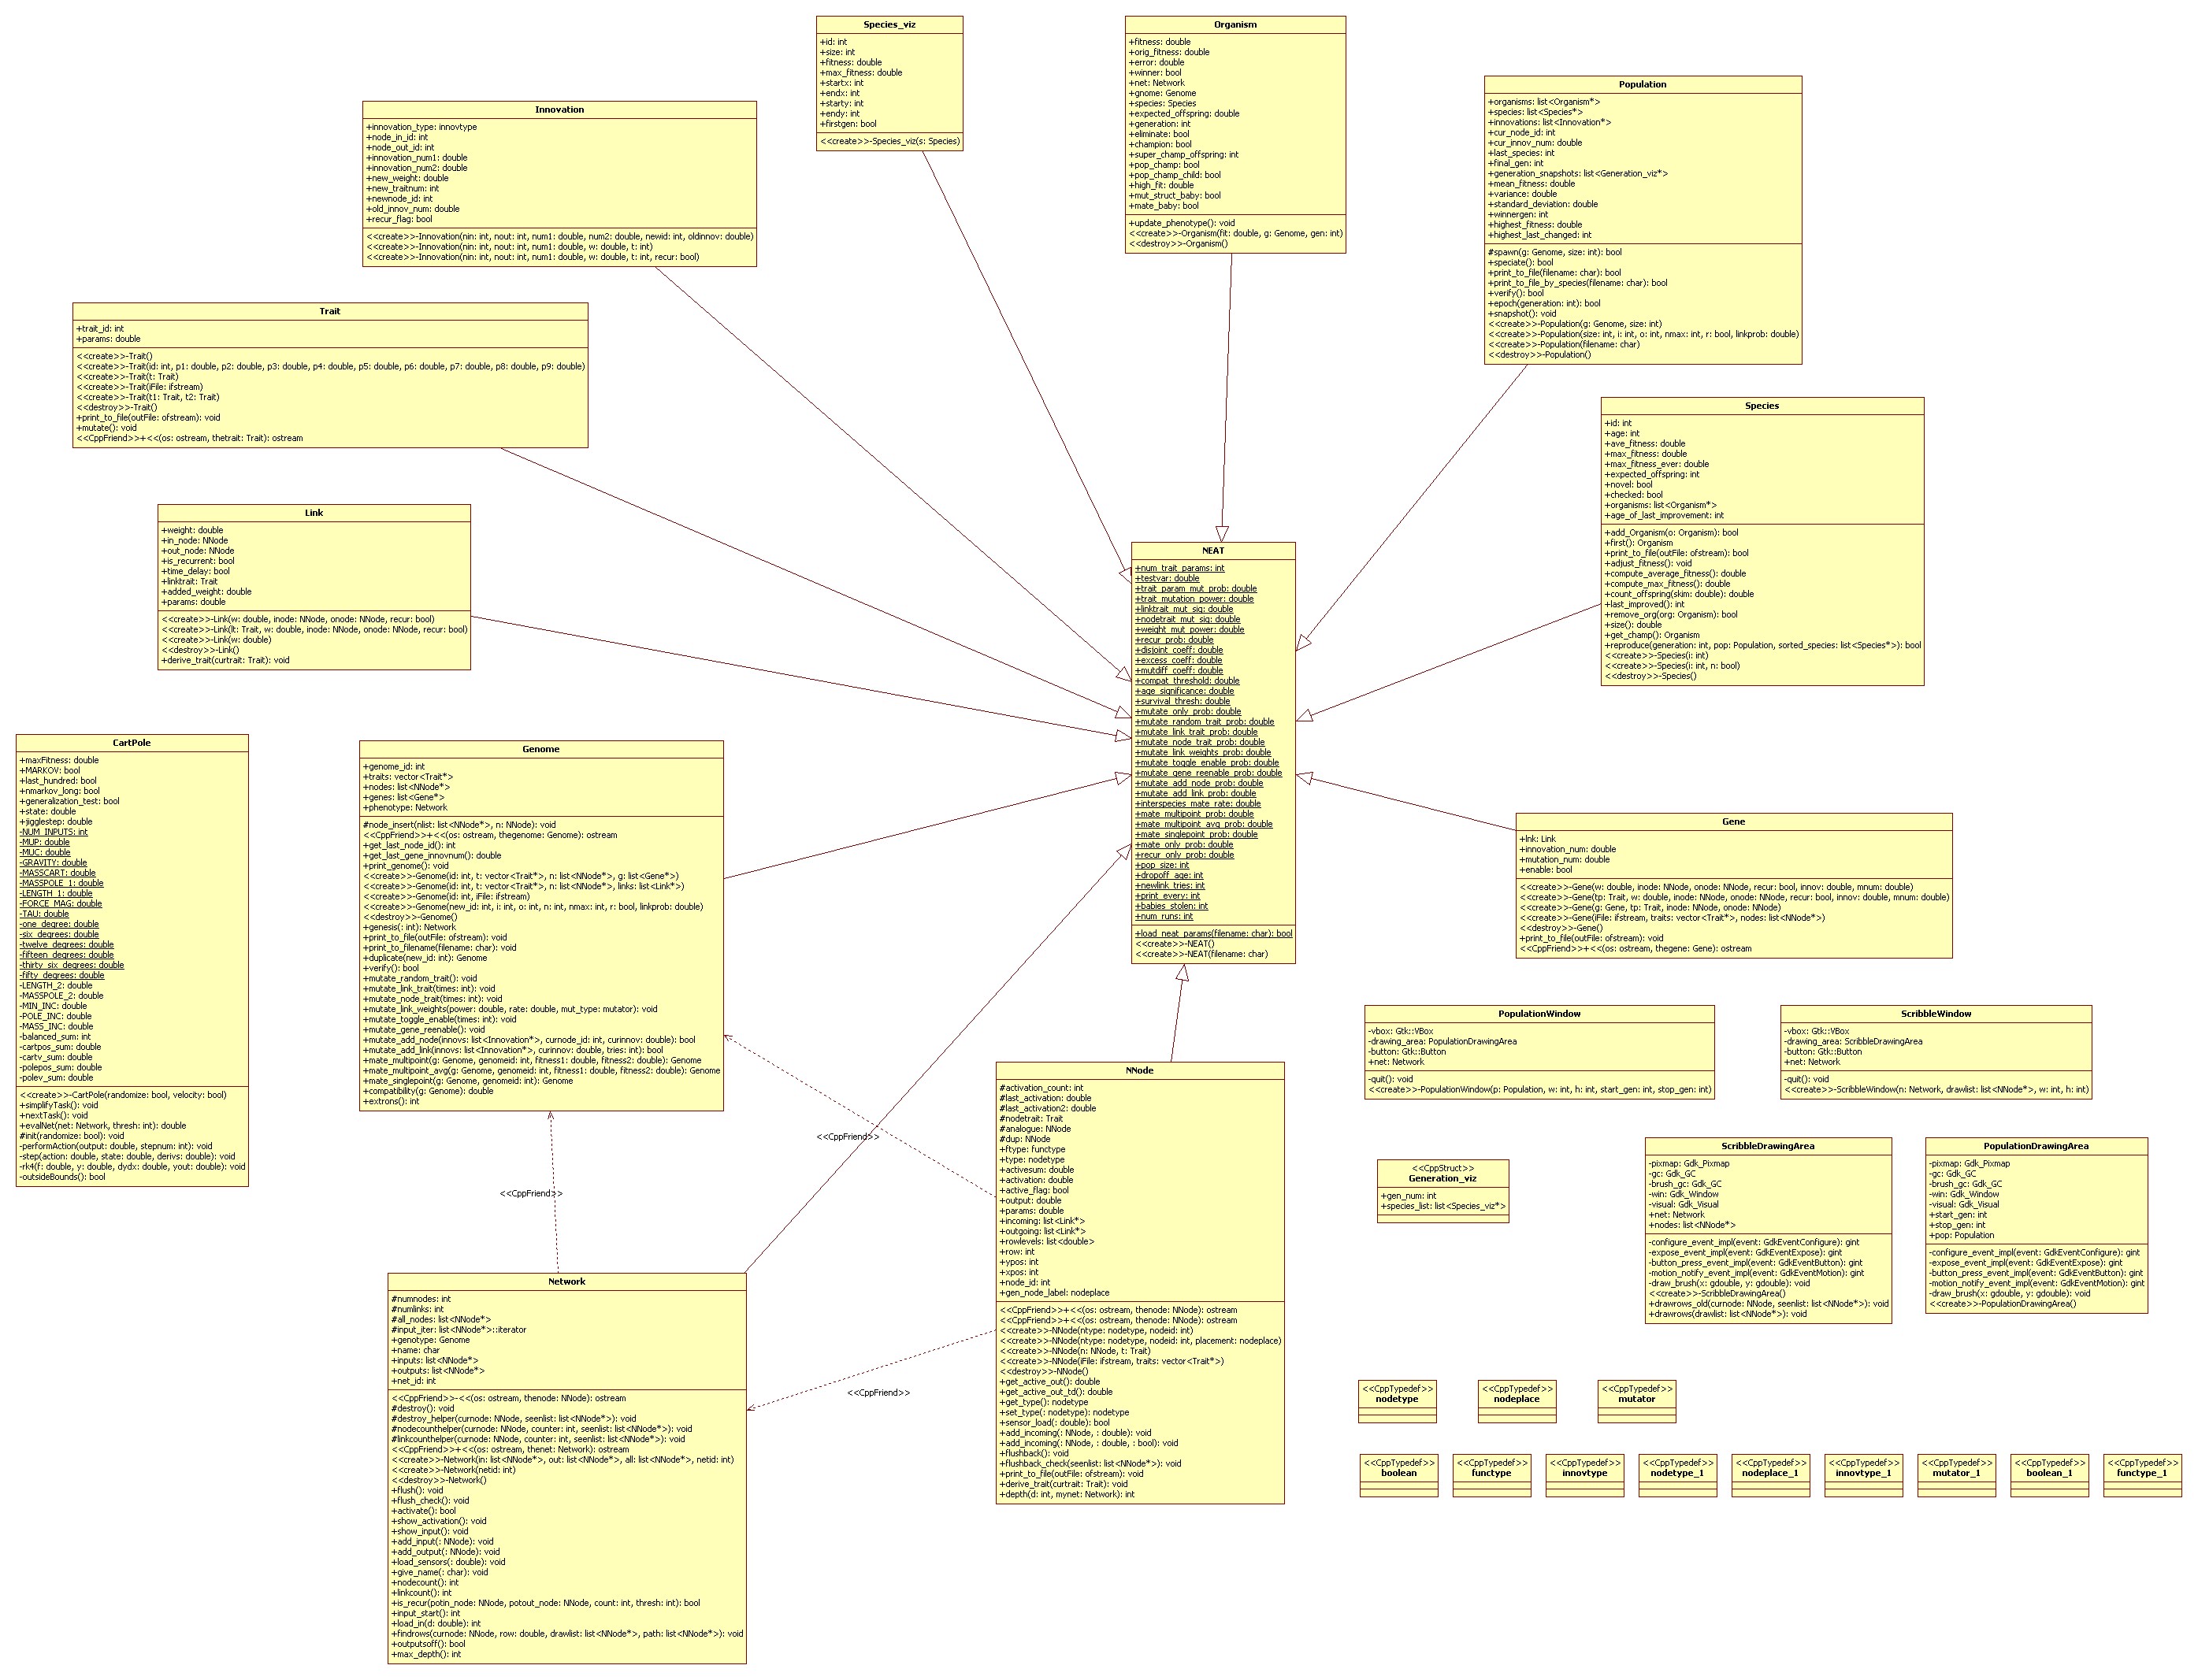 Species_viz
+id: int
+size: int
+fitness: double
+max_fitness: double
+startx: int
+endx: int
+starty: int
+endy: int
+firstgen: bool
<<create>>-Species_viz(s: Species)
Organism
+fitness: double
+orig_fitness: double
+error: double
+winner: bool
+net: Network
+gnome: Genome
+species: Species
+expected_offspring: double
+generation: int
+eliminate: bool
+champion: bool
+super_champ_offspring: int
+pop_champ: bool
+pop_champ_child: bool
+high_fit: double
+mut_struct_baby: bool
+mate_baby: bool
+update_phenotype(): void
<<create>>-Organism(fit: double, g: Genome, gen: int)
<<destroy>>-Organism()
Population
+organisms: list<Organism*>
+species: list<Species*>
+innovations: list<Innovation*>
+cur_node_id: int
+cur_innov_num: double
+last_species: int
+final_gen: int
+generation_snapshots: list<Generation_viz*>
+mean_fitness: double
+variance: double
+standard_deviation: double
+winnergen: int
+highest_fitness: double
+highest_last_changed: int
#spawn(g: Genome, size: int): bool
+speciate(): bool
+print_to_file(filename: char): bool
+print_to_file_by_species(filename: char): bool
+verify(): bool
+epoch(generation: int): bool
+snapshot(): void
<<create>>-Population(g: Genome, size: int)
<<create>>-Population(size: int, i: int, o: int, nmax: int, r: bool, linkprob: double)
<<create>>-Population(filename: char)
<<destroy>>-Population()
Innovation
+innovation_type: innovtype
+node_in_id: int
+node_out_id: int
+innovation_num1: double
+innovation_num2: double
+new_weight: double
+new_traitnum: int
+newnode_id: int
+old_innov_num: double
+recur_flag: bool
<<create>>-Innovation(nin: int, nout: int, num1: double, num2: double, newid: int, oldinnov: double)
<<create>>-Innovation(nin: int, nout: int, num1: double, w: double, t: int)
<<create>>-Innovation(nin: int, nout: int, num1: double, w: double, t: int, recur: bool)
Trait
+trait_id: int
+params: double
<<create>>-Trait()
<<create>>-Trait(id: int, p1: double, p2: double, p3: double, p4: double, p5: double, p6: double, p7: double, p8: double, p9: double)
<<create>>-Trait(t: Trait)
<<create>>-Trait(iFile: ifstream)
<<create>>-Trait(t1: Trait, t2: Trait)
<<destroy>>-Trait()
+print_to_file(outFile: ofstream): void
+mutate(): void
<<CppFriend>>+<<(os: ostream, thetrait: Trait): ostream
Species
+id: int
+age: int
+ave_fitness: double
+max_fitness: double
+max_fitness_ever: double
+expected_offspring: int
+novel: bool
+checked: bool
+organisms: list<Organism*>
+age_of_last_improvement: int
+add_Organism(o: Organism): bool
+first(): Organism
+print_to_file(outFile: ofstream): bool
+adjust_fitness(): void
+compute_average_fitness(): double
+compute_max_fitness(): double
+count_offspring(skim: double): double
+last_improved(): int
+remove_org(org: Organism): bool
+size(): double
+get_champ(): Organism
+reproduce(generation: int, pop: Population, sorted_species: list<Species*>): bool
<<create>>-Species(i: int)
<<create>>-Species(i: int, n: bool)
<<destroy>>-Species()
Link
+weight: double
+in_node: NNode
+out_node: NNode
+is_recurrent: bool
+time_delay: bool
+linktrait: Trait
+added_weight: double
+params: double
<<create>>-Link(w: double, inode: NNode, onode: NNode, recur: bool)
<<create>>-Link(lt: Trait, w: double, inode: NNode, onode: NNode, recur: bool)
<<create>>-Link(w: double)
<<destroy>>-Link()
+derive_trait(curtrait: Trait): void
NEAT
+num_trait_params: int
+testvar: double
+trait_param_mut_prob: double
+trait_mutation_power: double
+linktrait_mut_sig: double
+nodetrait_mut_sig: double
+weight_mut_power: double
+recur_prob: double
+disjoint_coeff: double
+excess_coeff: double
+mutdiff_coeff: double
+compat_threshold: double
+age_significance: double
+survival_thresh: double
+mutate_only_prob: double
+mutate_random_trait_prob: double
+mutate_link_trait_prob: double
+mutate_node_trait_prob: double
+mutate_link_weights_prob: double
+mutate_toggle_enable_prob: double
+mutate_gene_reenable_prob: double
+mutate_add_node_prob: double
+mutate_add_link_prob: double
+interspecies_mate_rate: double
+mate_multipoint_prob: double
+mate_multipoint_avg_prob: double
+mate_singlepoint_prob: double
+mate_only_prob: double
+recur_only_prob: double
+pop_size: int
+dropoff_age: int
+newlink_tries: int
+print_every: int
+babies_stolen: int
+num_runs: int
+load_neat_params(filename: char): bool
<<create>>-NEAT()
<<create>>-NEAT(filename: char)
CartPole
+maxFitness: double
+MARKOV: bool
+last_hundred: bool
+nmarkov_long: bool
+generalization_test: bool
+state: double
+jigglestep: double
-NUM_INPUTS: int
-MUP: double
-MUC: double
-GRAVITY: double
-MASSCART: double
-MASSPOLE_1: double
-LENGTH_1: double
-FORCE_MAG: double
-TAU: double
-one_degree: double
-six_degrees: double
-twelve_degrees: double
-fifteen_degrees: double
-thirty_six_degrees: double
-fifty_degrees: double
-LENGTH_2: double
-MASSPOLE_2: double
-MIN_INC: double
-POLE_INC: double
-MASS_INC: double
-balanced_sum: int
-cartpos_sum: double
-cartv_sum: double
-polepos_sum: double
-polev_sum: double
<<create>>-CartPole(randomize: bool, velocity: bool)
+simplifyTask(): void
+nextTask(): void
+evalNet(net: Network, thresh: int): double
#init(randomize: bool): void
-performAction(output: double, stepnum: int): void
-step(action: double, state: double, derivs: double): void
-rk4(f: double, y: double, dydx: double, yout: double): void
-outsideBounds(): bool
Genome
+genome_id: int
+traits: vector<Trait*>
+nodes: list<NNode*>
+genes: list<Gene*>
+phenotype: Network
#node_insert(nlist: list<NNode*>, n: NNode): void
<<CppFriend>>+<<(os: ostream, thegenome: Genome): ostream
+get_last_node_id(): int
+get_last_gene_innovnum(): double
+print_genome(): void
<<create>>-Genome(id: int, t: vector<Trait*>, n: list<NNode*>, g: list<Gene*>)
<<create>>-Genome(id: int, t: vector<Trait*>, n: list<NNode*>, links: list<Link*>)
<<create>>-Genome(id: int, iFile: ifstream)
<<create>>-Genome(new_id: int, i: int, o: int, n: int, nmax: int, r: bool, linkprob: double)
<<destroy>>-Genome()
+genesis(: int): Network
+print_to_file(outFile: ofstream): void
+print_to_filename(filename: char): void
+duplicate(new_id: int): Genome
+verify(): bool
+mutate_random_trait(): void
+mutate_link_trait(times: int): void
+mutate_node_trait(times: int): void
+mutate_link_weights(power: double, rate: double, mut_type: mutator): void
+mutate_toggle_enable(times: int): void
+mutate_gene_reenable(): void
+mutate_add_node(innovs: list<Innovation*>, curnode_id: int, curinnov: double): bool
+mutate_add_link(innovs: list<Innovation*>, curinnov: double, tries: int): bool
+mate_multipoint(g: Genome, genomeid: int, fitness1: double, fitness2: double): Genome
+mate_multipoint_avg(g: Genome, genomeid: int, fitness1: double, fitness2: double): Genome
+mate_singlepoint(g: Genome, genomeid: int): Genome
+compatibility(g: Genome): double
+extrons(): int
Gene
+lnk: Link
+innovation_num: double
+mutation_num: double
+enable: bool
<<create>>-Gene(w: double, inode: NNode, onode: NNode, recur: bool, innov: double, mnum: double)
<<create>>-Gene(tp: Trait, w: double, inode: NNode, onode: NNode, recur: bool, innov: double, mnum: double)
<<create>>-Gene(g: Gene, tp: Trait, inode: NNode, onode: NNode)
<<create>>-Gene(iFile: ifstream, traits: vector<Trait*>, nodes: list<NNode*>)
<<destroy>>-Gene()
+print_to_file(outFile: ofstream): void
<<CppFriend>>+<<(os: ostream, thegene: Gene): ostream
PopulationWindow
-vbox: Gtk::VBox
-drawing_area: PopulationDrawingArea
-button: Gtk::Button
+net: Network
-quit(): void
<<create>>-PopulationWindow(p: Population, w: int, h: int, start_gen: int, stop_gen: int)
ScribbleWindow
-vbox: Gtk::VBox
-drawing_area: ScribbleDrawingArea
-button: Gtk::Button
+net: Network
-quit(): void
<<create>>-ScribbleWindow(n: Network, drawlist: list<NNode*>, w: int, h: int)
NNode
#activation_count: int
#last_activation: double
#last_activation2: double
#nodetrait: Trait
#analogue: NNode
#dup: NNode
+ftype: functype
+type: nodetype
+activesum: double
+activation: double
+active_flag: bool
+output: double
+params: double
+incoming: list<Link*>
+outgoing: list<Link*>
+rowlevels: list<double>
+row: int
+ypos: int
+xpos: int
+node_id: int
+gen_node_label: nodeplace
<<CppFriend>>+<<(os: ostream, thenode: NNode): ostream
<<CppFriend>>+<<(os: ostream, thenode: NNode): ostream
<<create>>-NNode(ntype: nodetype, nodeid: int)
<<create>>-NNode(ntype: nodetype, nodeid: int, placement: nodeplace)
<<create>>-NNode(n: NNode, t: Trait)
<<create>>-NNode(iFile: ifstream, traits: vector<Trait*>)
<<destroy>>-NNode()
+get_active_out(): double
+get_active_out_td(): double
+get_type(): nodetype
+set_type(: nodetype): nodetype
+sensor_load(: double): bool
+add_incoming(: NNode, : double): void
+add_incoming(: NNode, : double, : bool): void
+flushback(): void
+flushback_check(seenlist: list<NNode*>): void
+print_to_file(outFile: ofstream): void
+derive_trait(curtrait: Trait): void
+depth(d: int, mynet: Network): int
<<CppFriend>>
<<CppFriend>>
<<CppFriend>>
ScribbleDrawingArea
-pixmap: Gdk_Pixmap
-gc: Gdk_GC
-brush_gc: Gdk_GC
-win: Gdk_Window
-visual: Gdk_Visual
+net: Network
+nodes: list<NNode*>
-configure_event_impl(event: GdkEventConfigure): gint
-expose_event_impl(event: GdkEventExpose): gint
-button_press_event_impl(event: GdkEventButton): gint
-motion_notify_event_impl(event: GdkEventMotion): gint
-draw_brush(x: gdouble, y: gdouble): void
<<create>>-ScribbleDrawingArea()
+drawrows_old(curnode: NNode, seenlist: list<NNode*>): void
+drawrows(drawlist: list<NNode*>): void
PopulationDrawingArea
-pixmap: Gdk_Pixmap
-gc: Gdk_GC
-brush_gc: Gdk_GC
-win: Gdk_Window
-visual: Gdk_Visual
+start_gen: int
+stop_gen: int
+pop: Population
-configure_event_impl(event: GdkEventConfigure): gint
-expose_event_impl(event: GdkEventExpose): gint
-button_press_event_impl(event: GdkEventButton): gint
-motion_notify_event_impl(event: GdkEventMotion): gint
-draw_brush(x: gdouble, y: gdouble): void
<<create>>-PopulationDrawingArea()
<<CppStruct>>
Generation_viz
+gen_num: int
+species_list: list<Species_viz*>
Network
#numnodes: int
#numlinks: int
#all_nodes: list<NNode*>
#input_iter: list<NNode*>::iterator
+genotype: Genome
+name: char
+inputs: list<NNode*>
+outputs: list<NNode*>
+net_id: int
<<CppFriend>>-<<(os: ostream, thenode: NNode): ostream
#destroy(): void
#destroy_helper(curnode: NNode, seenlist: list<NNode*>): void
#nodecounthelper(curnode: NNode, counter: int, seenlist: list<NNode*>): void
#linkcounthelper(curnode: NNode, counter: int, seenlist: list<NNode*>): void
<<CppFriend>>+<<(os: ostream, thenet: Network): ostream
<<create>>-Network(in: list<NNode*>, out: list<NNode*>, all: list<NNode*>, netid: int)
<<create>>-Network(netid: int)
<<destroy>>-Network()
+flush(): void
+flush_check(): void
+activate(): bool
+show_activation(): void
+show_input(): void
+add_input(: NNode): void
+add_output(: NNode): void
+load_sensors(: double): void
+give_name(: char): void
+nodecount(): int
+linkcount(): int
+is_recur(potin_node: NNode, potout_node: NNode, count: int, thresh: int): bool
+input_start(): int
+load_in(d: double): int
+findrows(curnode: NNode, row: double, drawlist: list<NNode*>, path: list<NNode*>): void
+outputsoff(): bool
+max_depth(): int
<<CppTypedef>>
nodetype
<<CppTypedef>>
nodeplace
<<CppTypedef>>
mutator
<<CppTypedef>>
boolean
<<CppTypedef>>
functype
<<CppTypedef>>
innovtype
<<CppTypedef>>
nodetype_1
<<CppTypedef>>
nodeplace_1
<<CppTypedef>>
innovtype_1
<<CppTypedef>>
mutator_1
<<CppTypedef>>
boolean_1
<<CppTypedef>>
functype_1